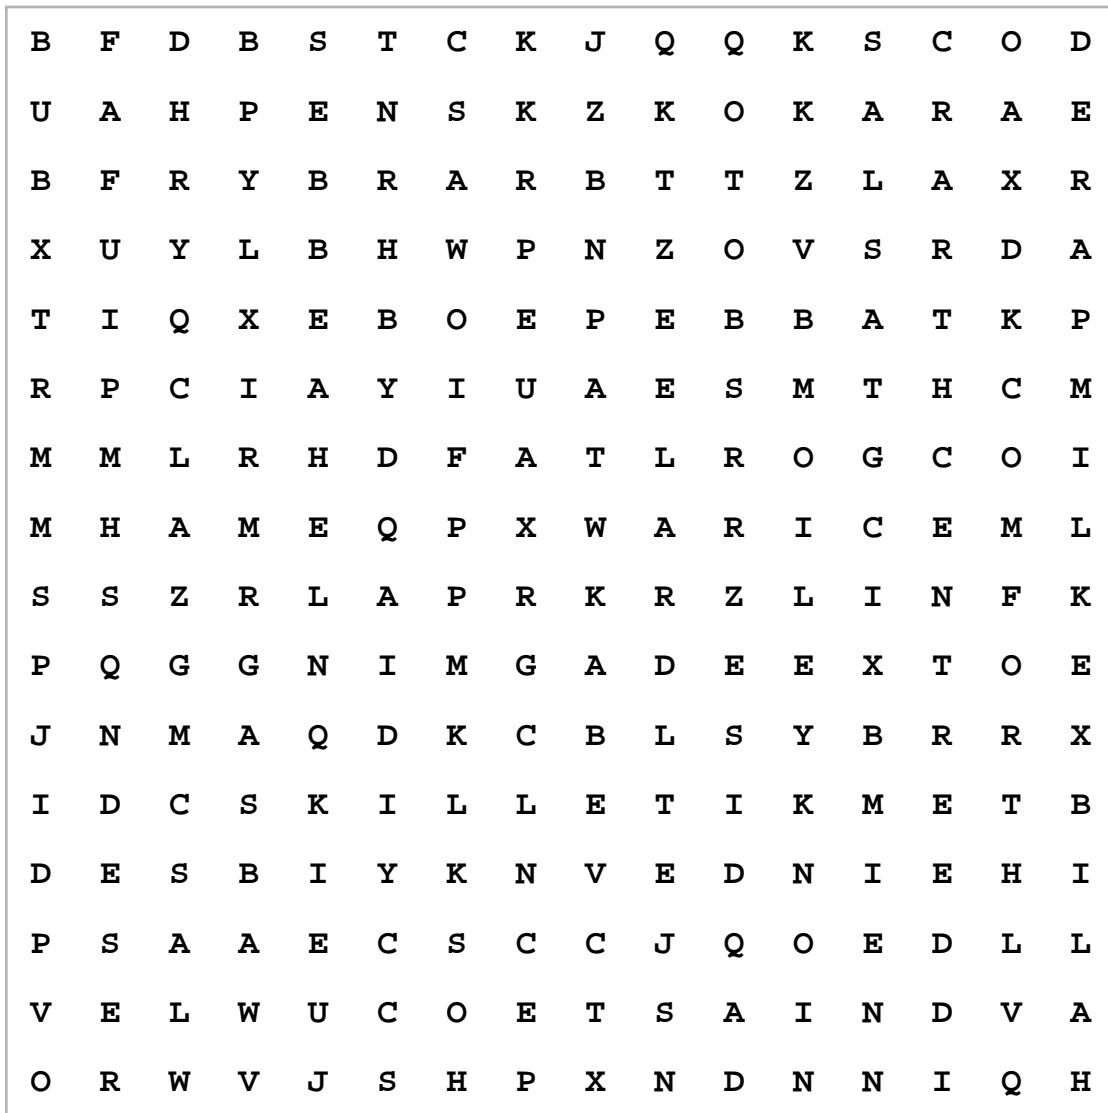 B F D B S T C K J Q Q K S C O D
U A H P E N S K Z K O K A R A E
B F R Y B R A R B T T Z L A X R
X U Y L B H W P N Z O V S R D A
T I Q X E B O E P E B B A T K P
R P C I A Y I U A E S M T H C M
M M L R H D F A T L R O G C O I
M H A M E Q P X W A R I C E M L
S S Z R L A P R K R Z L I N F K
P Q G G N I M G A D E E X T O E
J N M A Q D K C B L S Y B R R X
I D C S K I L L E T I K M E T B
D E S B I Y K N V E D N I E H I
P S A A E C S C C J Q O E D L L
V E L W U C O E T S A I N D V A
O R W V J S H P X N D N N I Q H